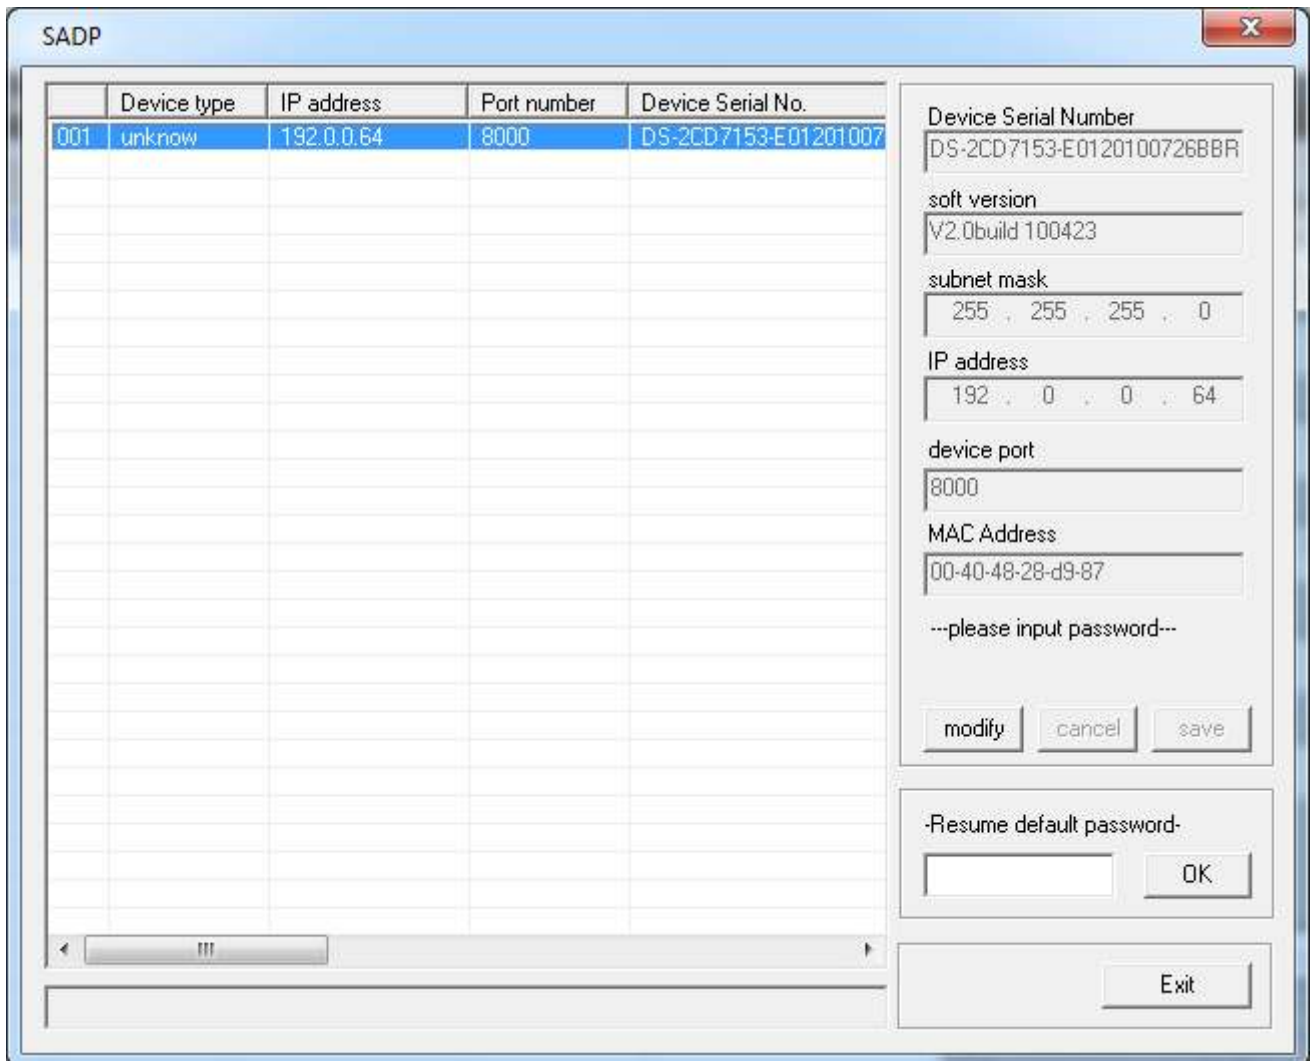 SADP
Device type IP address Port number Device Serial No.
001 unknow 192.0.0.64 8000 DS-2CD7153-E01201007
Device Serial Number
DS-2CD7153-E0120100726BBR
soft version
V2.0build 100423
subnet mask
255 . 255 . 255 . 0
IP address
192 . 0 . 0 . 64
device port
8000
MAC Address
00-40-48-28-d9-87
---please input password---
modify cancel save
-Resume default password-
OK
Exit